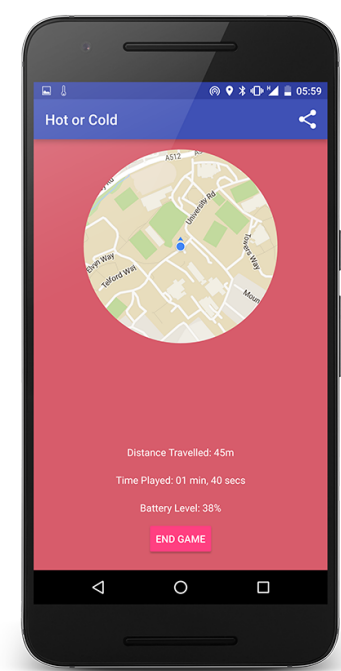 05:59
Hot or Cold
A512
University Rd
Towers Way
Elvin Way
Telford Way
Distance Travelled: 45m
Time Played: 01 min, 40 secs
Battery Level: 38%
END GAME